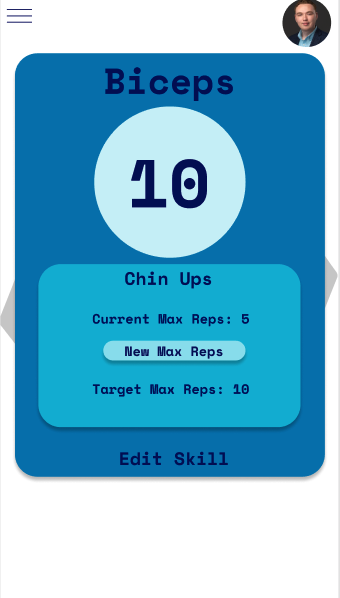 Biceps
10
Chin Ups
Current Max Reps: 5
New Max Reps
Target Max Reps: 10
Edit Skill